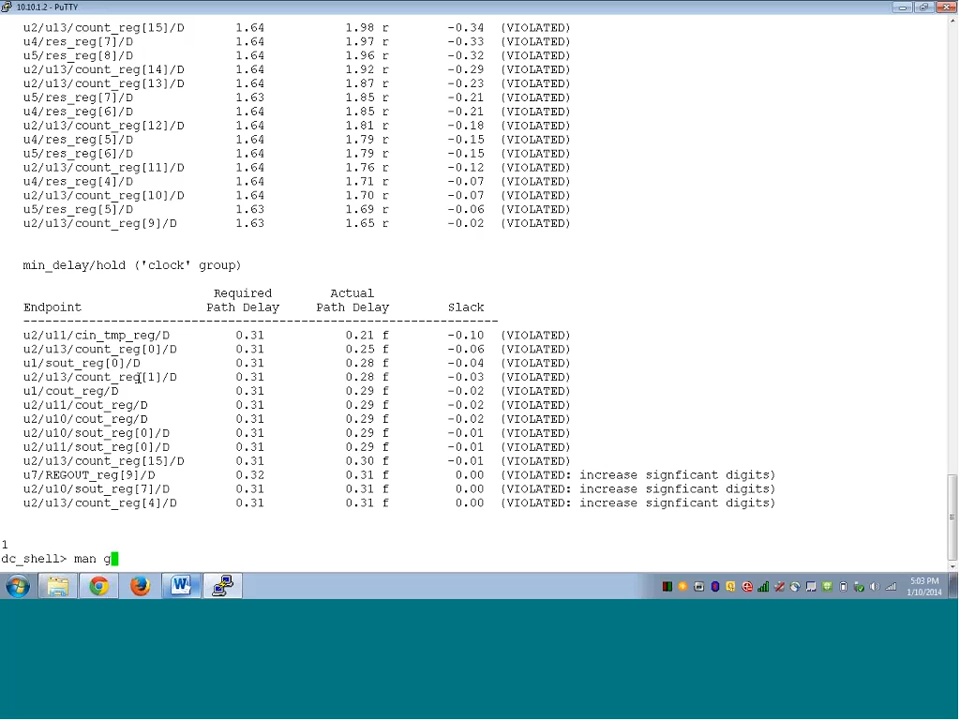 10.10.1.2 - PuTTY
u2/u13/count_reg[15]/D 1.64 1.98 r -0.34 (VIOLATED)
u4/res_reg[7]/D 1.64 1.97 r -0.33 (VIOLATED)
u5/res_reg[8]/D 1.64 1.96 r -0.32 (VIOLATED)
u2/u13/count_reg[14]/D 1.64 1.92 r -0.29 (VIOLATED)
u2/u13/count_reg[13]/D 1.64 1.87 r -0.23 (VIOLATED)
u5/res_reg[7]/D 1.63 1.85 r -0.21 (VIOLATED)
u4/res_reg[6]/D 1.64 1.85 r -0.21 (VIOLATED)
u2/u13/count_reg[12]/D 1.64 1.81 r -0.18 (VIOLATED)
u4/res_reg[5]/D 1.64 1.79 r -0.15 (VIOLATED)
u5/res_reg[6]/D 1.64 1.79 r -0.15 (VIOLATED)
u2/u13/count_reg[11]/D 1.64 1.76 r -0.12 (VIOLATED)
u4/res_reg[4]/D 1.64 1.71 r -0.07 (VIOLATED)
u2/u13/count_reg[10]/D 1.64 1.70 r -0.07 (VIOLATED)
u5/res_reg[5]/D 1.63 1.69 r -0.06 (VIOLATED)
u2/u13/count_reg[9]/D 1.63 1.65 r -0.02 (VIOLATED)
min_delay/hold ('clock' group)
Required Actual
Endpoint Path Delay Path Delay Slack
-----------------------------------------------------------------
u2/u11/cin_tmp_reg/D 0.31 0.21 f -0.10 (VIOLATED)
u2/u13/count_reg[0]/D 0.31 0.25 f -0.06 (VIOLATED)
u1/sout_reg[0]/D 0.31 0.28 f -0.04 (VIOLATED)
u2/u13/count_reg[1]/D 0.31 0.28 f -0.03 (VIOLATED)
u1/cout_reg/D 0.31 0.29 f -0.02 (VIOLATED)
u2/u11/cout_reg/D 0.31 0.29 f -0.02 (VIOLATED)
u2/u10/cout_reg/D 0.31 0.29 f -0.02 (VIOLATED)
u2/u10/sout_reg[0]/D 0.31 0.29 f -0.01 (VIOLATED)
u2/u11/sout_reg[0]/D 0.31 0.29 f -0.01 (VIOLATED)
u2/u13/count_reg[15]/D 0.31 0.30 f -0.01 (VIOLATED)
u7/REGOUT_reg[9]/D 0.32 0.31 f 0.00 (VIOLATED: increase signficant digits)
u2/u10/sout_reg[7]/D 0.31 0.31 f 0.00 (VIOLATED: increase signficant digits)
u2/u13/count_reg[4]/D 0.31 0.31 f 0.00 (VIOLATED: increase signficant digits)
1
dc_shell> man g
5:03 PM
1/10/2014